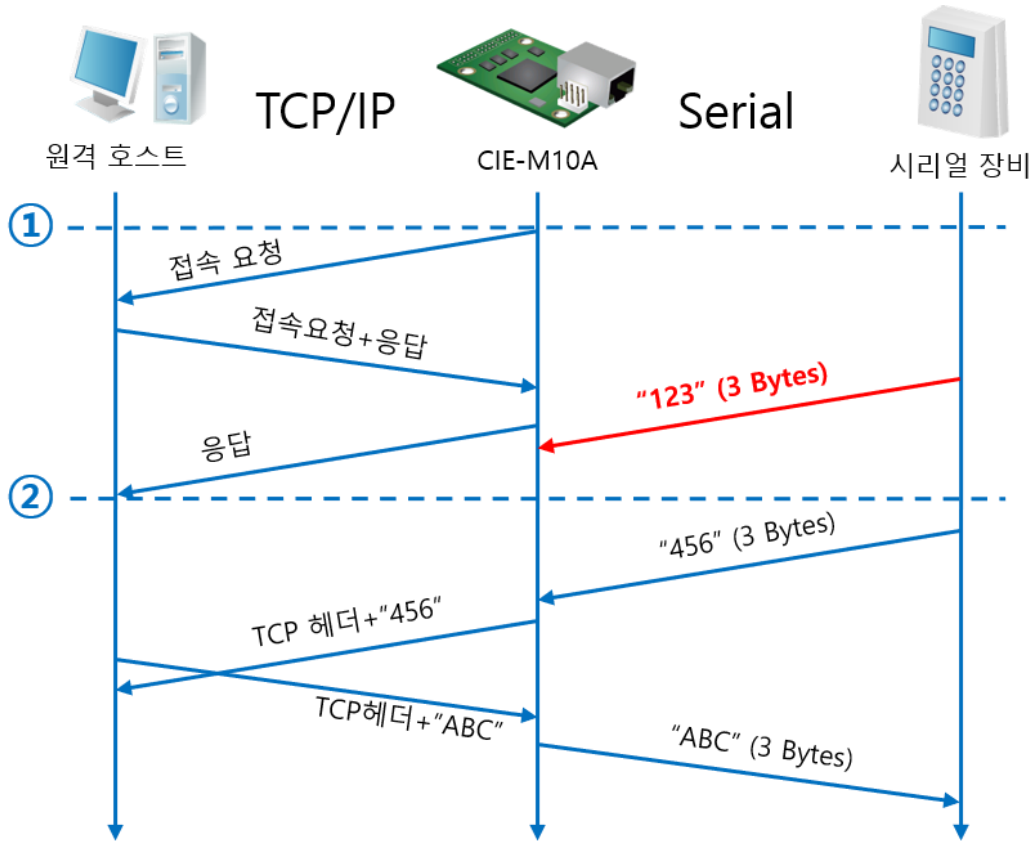 TCP/IP
Serial
원격 호스트
CIE-M10A
시리얼 장비
①
접속 요청
접속요청+응답
“123” (3 Bytes)
응답
②
“456” (3 Bytes)
TCP 헤더+“456”
TCP헤더+“ABC”
“ABC” (3 Bytes)